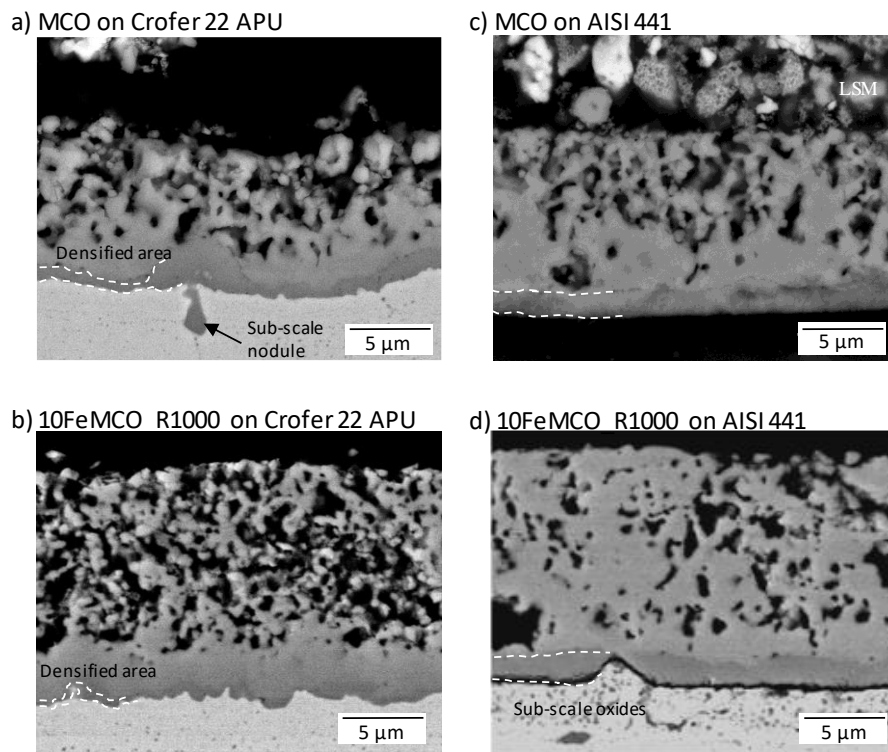 a) MCO on Crofer 22 APU
Densified area
Sub-scale
nodule
5 µm
c) MCO on AISI 441
LSM
5 µm
b) 10FeMCO R1000 on Crofer 22 APU
Densified area
5 µm
d) 10FeMCO R1000 on AISI 441
Sub-scale oxides
5 µm